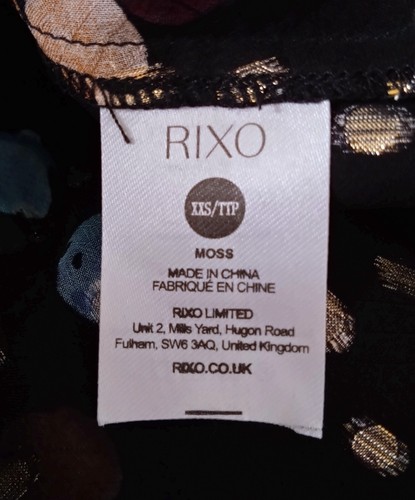 RIXO
XXS/TTP
MOSS
MADE IN CHINA
FABRIQUÉ EN CHINE
RIXO LIMITED
Unit 2, Mills Yard, Hugon Road
Fulham, SW6 3AQ, United Kingdom
RIXO.CO.UK